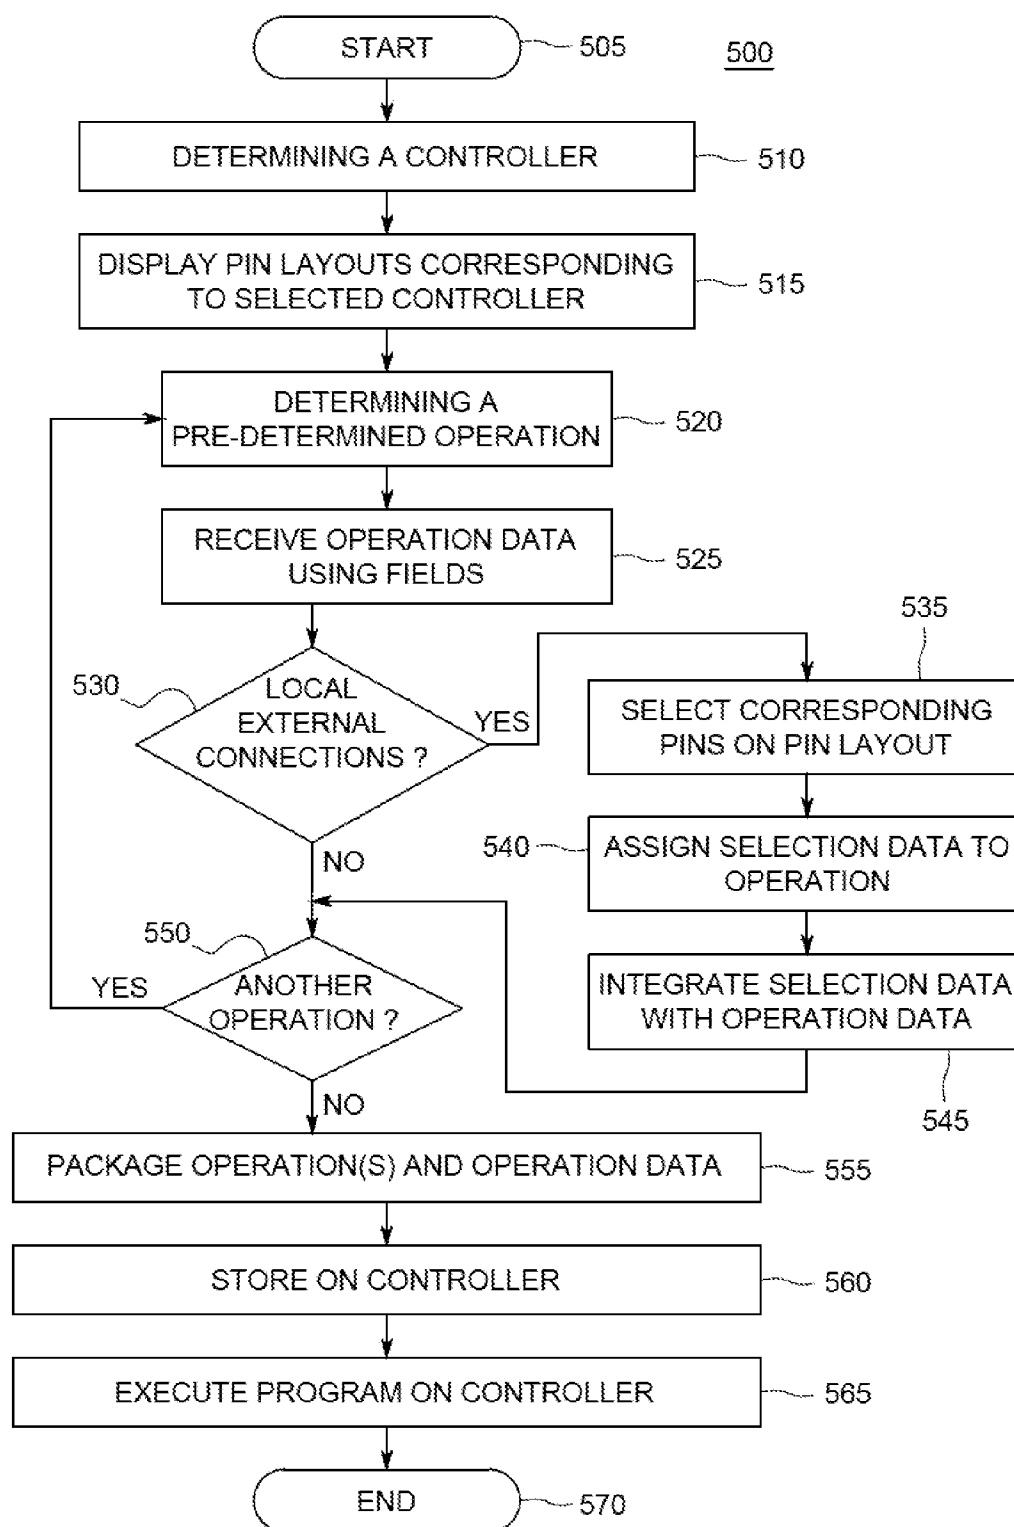 START
505
500
DETERMINING A CONTROLLER
510
DISPLAY PIN LAYOUTS CORRESPONDING
TO SELECTED CONTROLLER
515
DETERMINING A
PRE-DETERMINED OPERATION
520
RECEIVE OPERATION DATA
USING FIELDS
525
530
LOCAL
EXTERNAL
CONNECTIONS ?
YES
NO
535
SELECT CORRESPONDING
PINS ON PIN LAYOUT
540
ASSIGN SELECTION DATA TO
OPERATION
INTEGRATE SELECTION DATA
WITH OPERATION DATA
545
550
ANOTHER
OPERATION ?
YES
NO
PACKAGE OPERATION(S) AND OPERATION DATA
555
STORE ON CONTROLLER
560
EXECUTE PROGRAM ON CONTROLLER
565
END
570